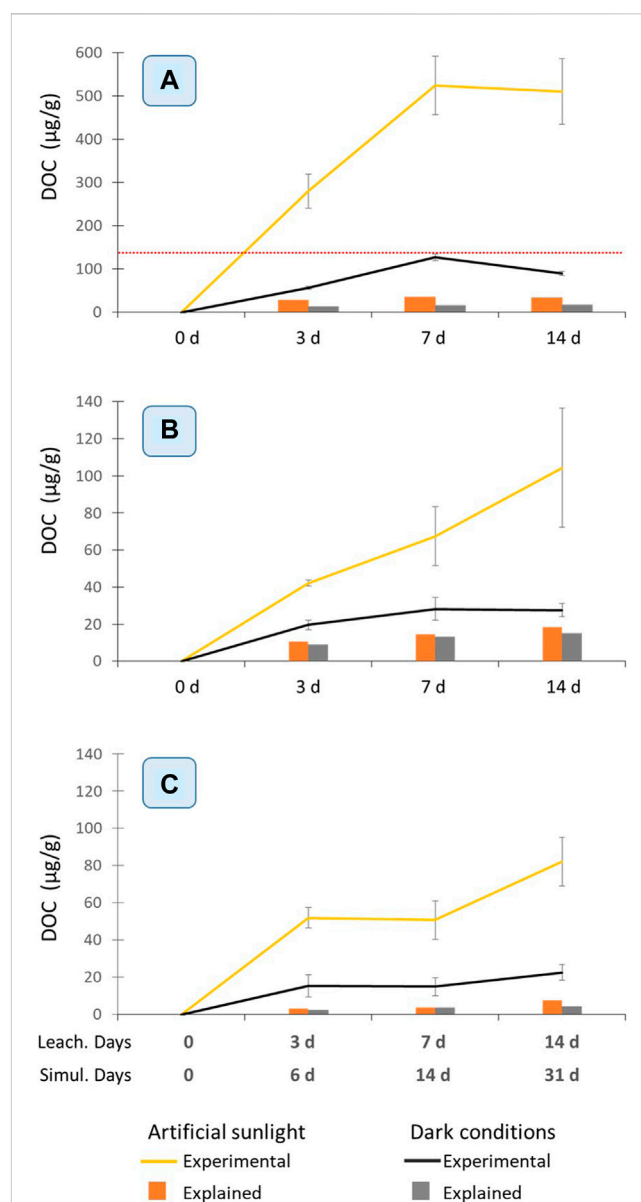 A
DOC (µg/g)
600
500
400
300
200
100
0
0 d 3 d 7 d 14 d
B
DOC (µg/g)
140
120
100
80
60
40
20
0
0 d 3 d 7 d 14 d
C
DOC (µg/g)
140
120
100
80
60
40
20
0
Leach. Days 0 3 d 7 d 14 d
Simul. Days 0 6 d 14 d 31 d
Artificial sunlight Dark conditions
Experimental Experimental
Explained Explained